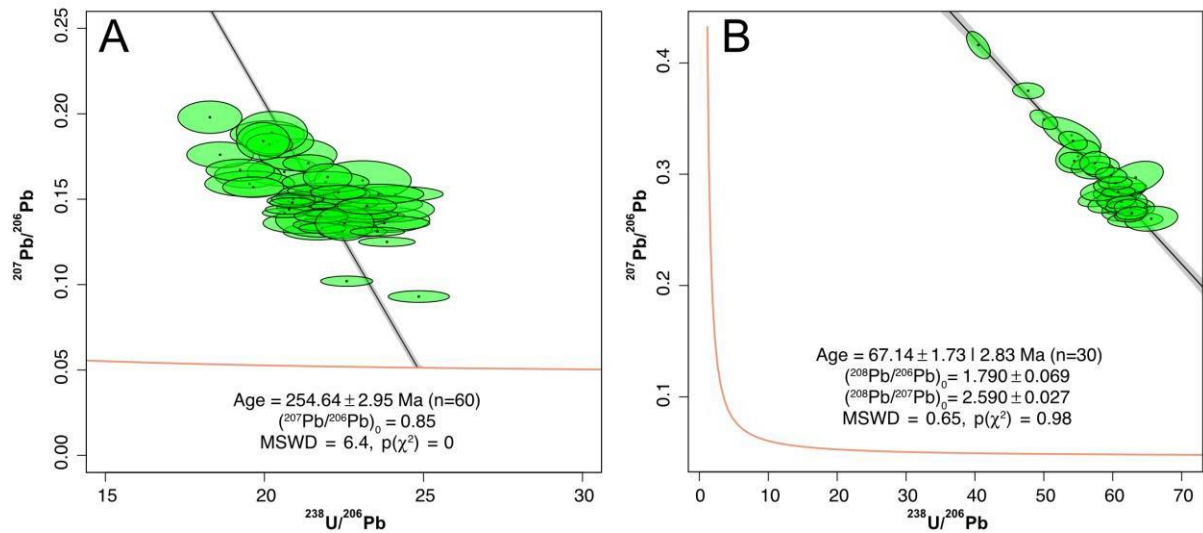 A
0.25
0.20
0.15
0.10
0.05
0.00
²⁰⁷Pb/²⁰⁶Pb
Age = 254.64 ± 2.95 Ma (n=60)
(²⁰⁷Pb/²⁰⁶Pb)₀ = 0.85
MSWD = 6.4, p(χ²) = 0
15 20 25 30
²³⁸U/²⁰⁶Pb
B
0.4
0.3
0.2
0.1
²⁰⁷Pb/²⁰⁶Pb
Age = 67.14 ± 1.73 | 2.83 Ma (n=30)
(²⁰⁸Pb/²⁰⁶Pb)₀ = 1.790 ± 0.069
(²⁰⁸Pb/²⁰⁷Pb)₀ = 2.590 ± 0.027
MSWD = 0.65, p(χ²) = 0.98
0 10 20 30 40 50 60 70
²³⁸U/²⁰⁶Pb